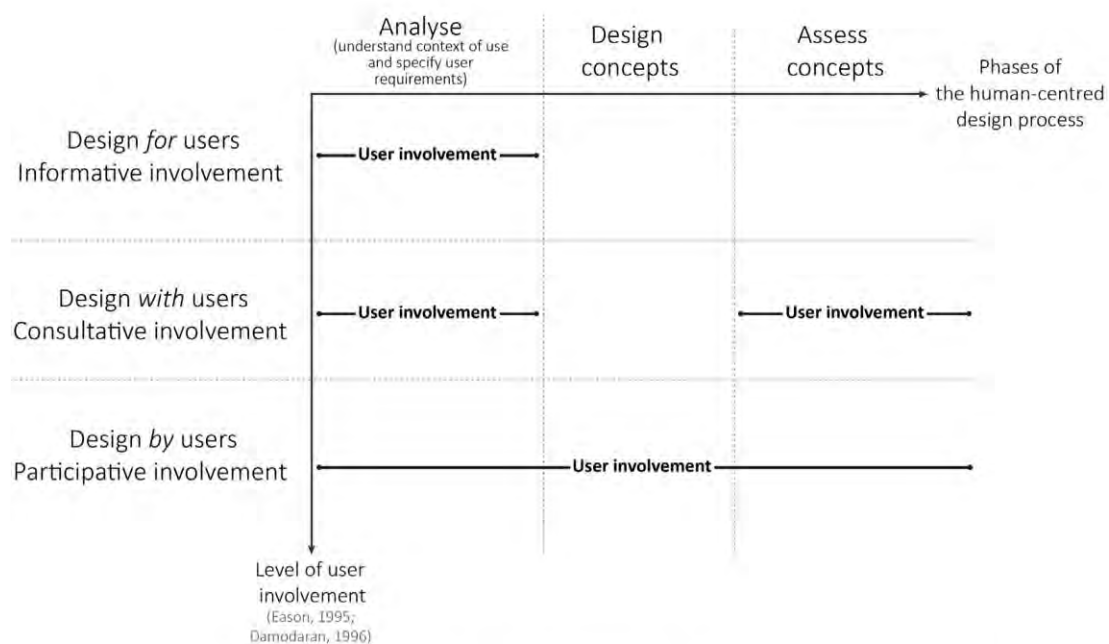 Analyse
(understand context of use
and specify user
requirements)
Design
concepts
Assess
concepts
Phases of
the human-centred
design process
Design for users
Informative involvement
User involvement
Design with users
Consultative involvement
User involvement
User involvement
Design by users
Participative involvement
User involvement
Level of user
involvement
(Eason, 1995;
Damodaran, 1996)